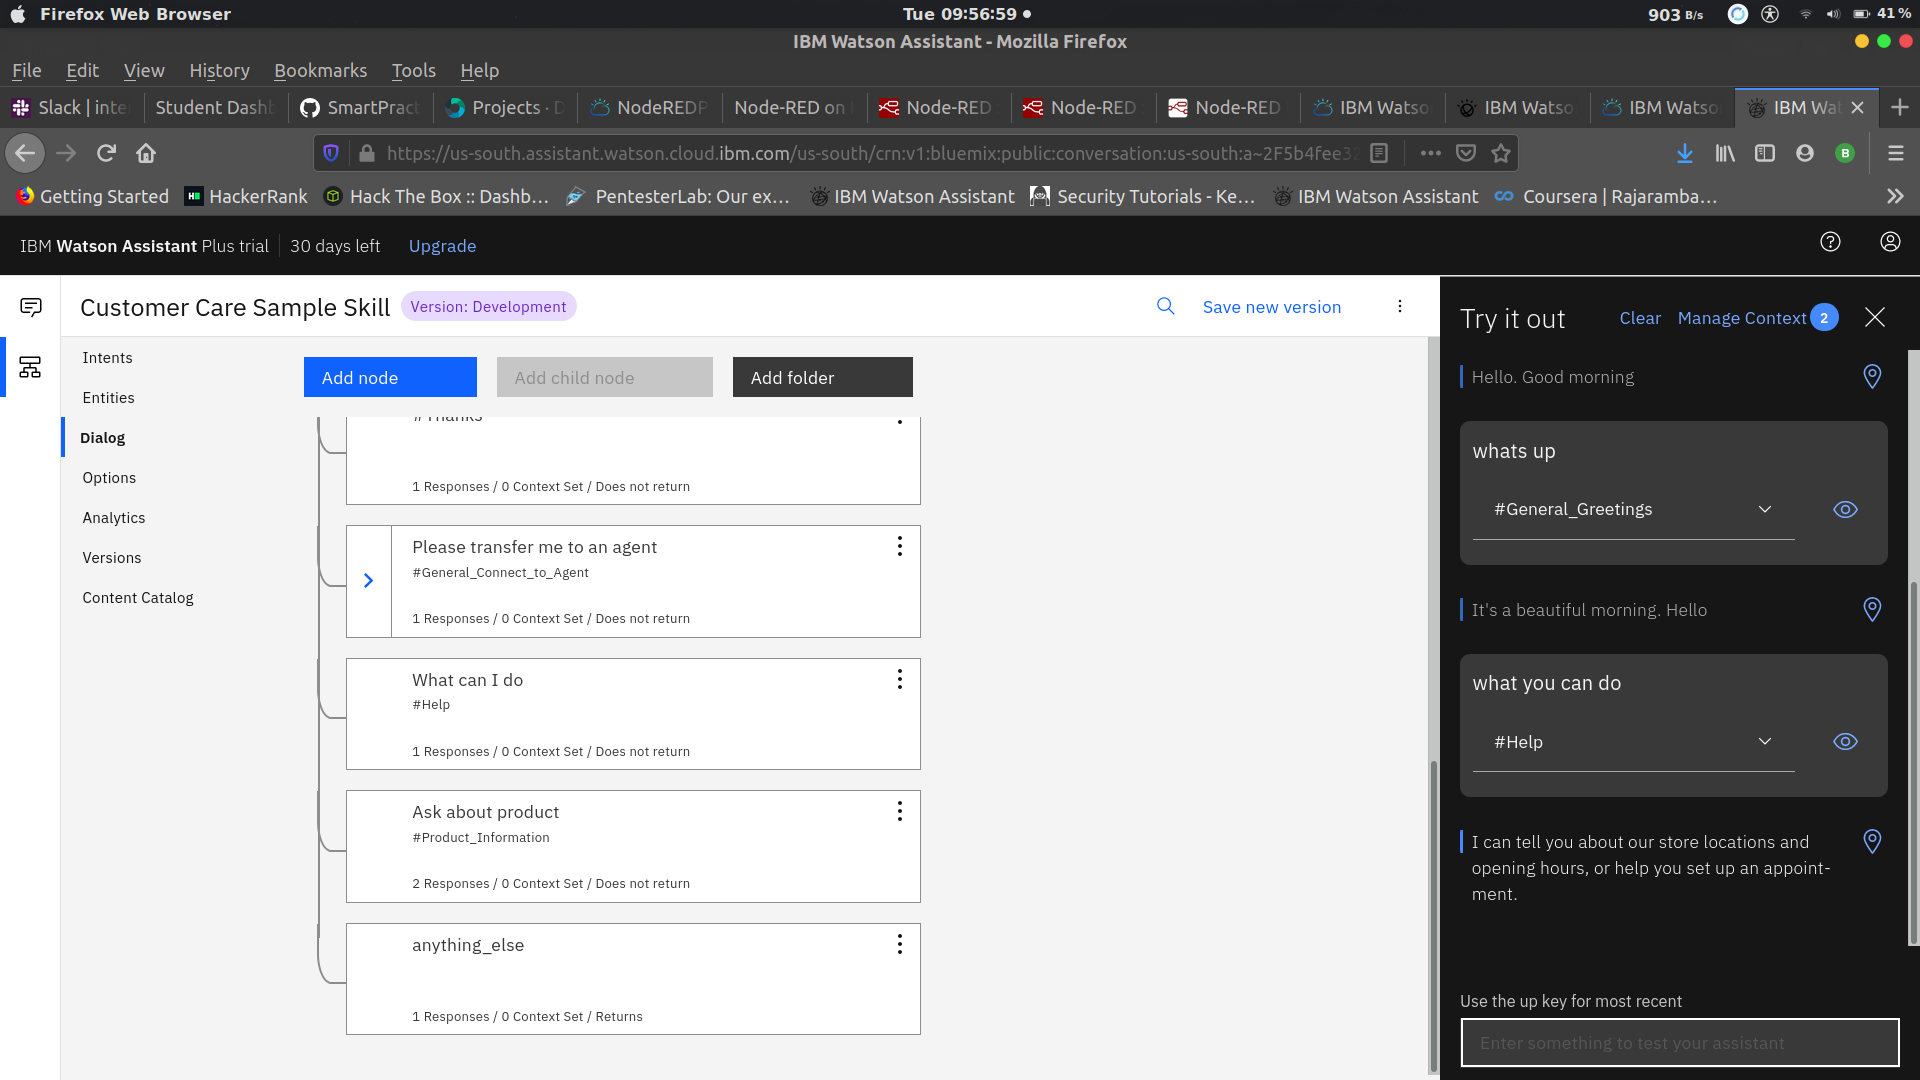 Firefox Web Browser
Tue 09:56:59
903 B/s
41 %
IBM Watson Assistant - Mozilla Firefox
File Edit View History Bookmarks Tools Help
Slack | inte
Student Dashb
SmartPract
Projects · D
NodeREDP
Node-RED on
Node-RED
Node-RED
Node-RED
IBM Watso
IBM Watso
IBM Watso
IBM Wat
https://us-south.assistant.watson.cloud.ibm.com/us-south/crn:v1:bluemix:public:conversation:us-south:a~2F5b4fee32
B
Getting Started
HackerRank
Hack The Box :: Dashb…
PentesterLab: Our ex…
IBM Watson Assistant
Security Tutorials - Ke…
IBM Watson Assistant
Coursera | Rajaramba…
IBM Watson Assistant Plus trial
30 days left
Upgrade
Customer Care Sample Skill
Version: Development
Save new version
Intents
Entities
Dialog
Options
Analytics
Versions
Content Catalog
Add node
Add child node
Add folder
#Thanks
1 Responses / 0 Context Set / Does not return
Please transfer me to an agent
#General_Connect_to_Agent
1 Responses / 0 Context Set / Does not return
What can I do
#Help
1 Responses / 0 Context Set / Does not return
Ask about product
#Product_Information
2 Responses / 0 Context Set / Does not return
anything_else
1 Responses / 0 Context Set / Returns
Try it out
Clear
Manage Context 2
Hello. Good morning
whats up
#General_Greetings
It's a beautiful morning. Hello
what you can do
#Help
I can tell you about our store locations and
opening hours, or help you set up an appoint-
ment.
Use the up key for most recent
Enter something to test your assistant